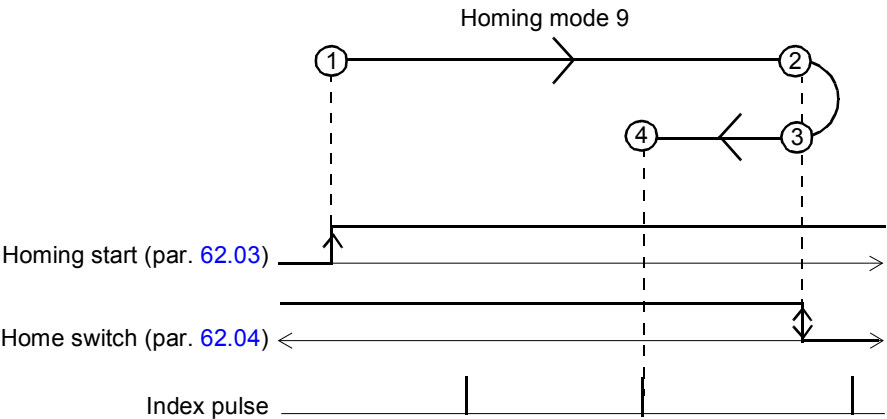 Homing mode 9
1
2
4
3
Homing start (par. 62.03)
Home switch (par. 62.04)
Index pulse